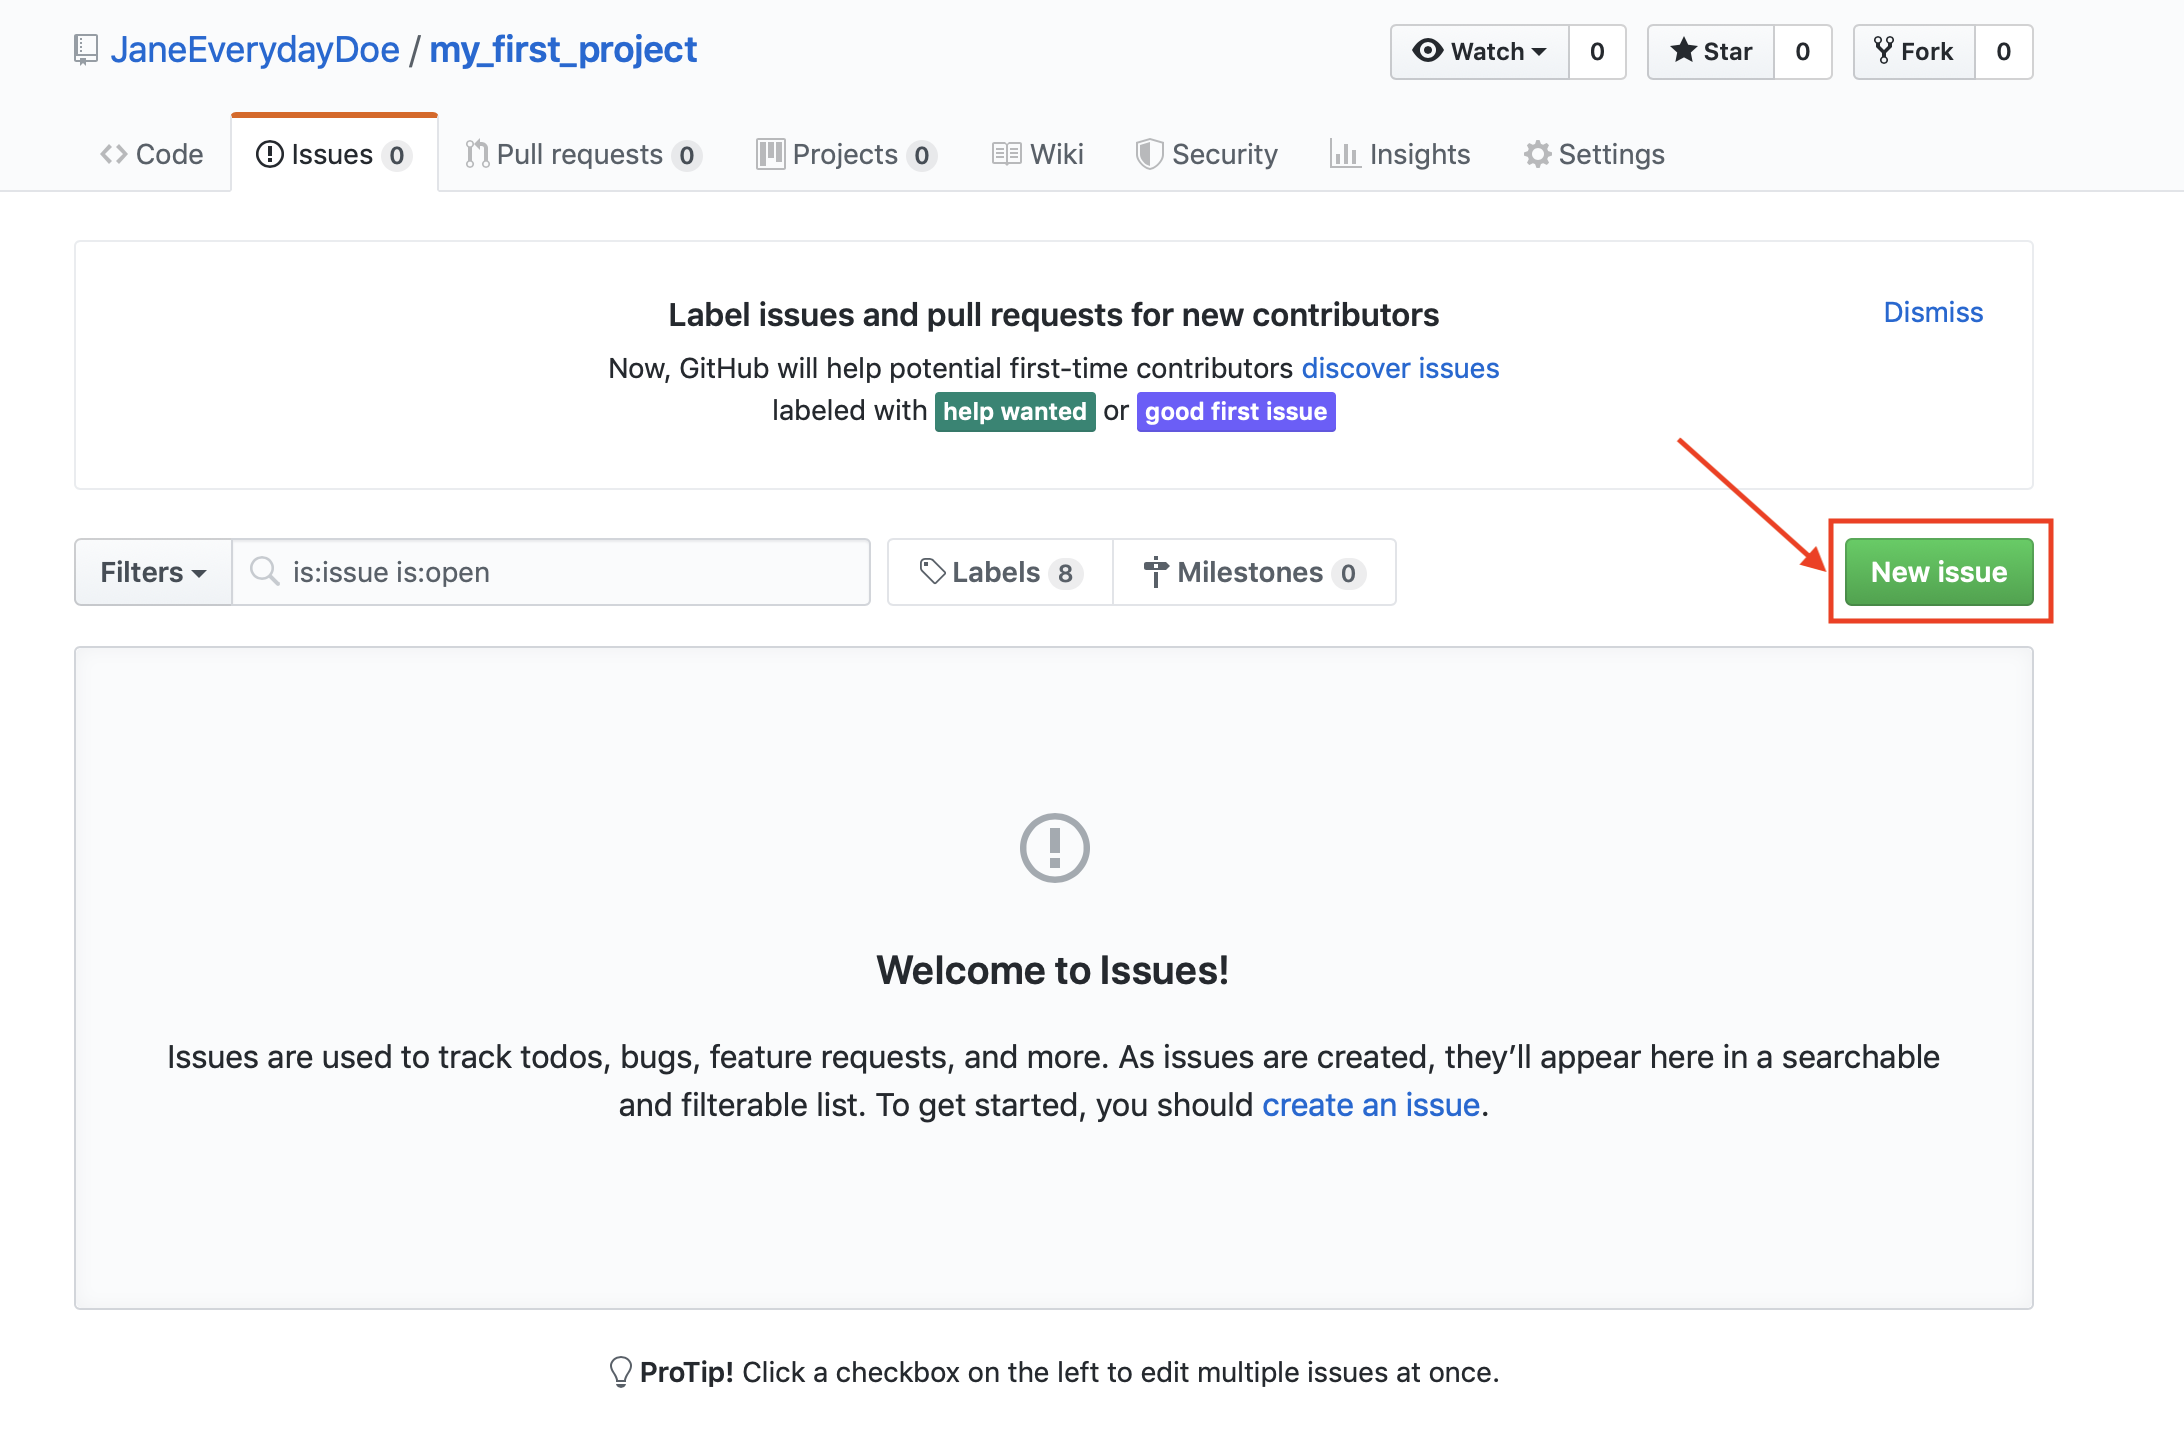 JaneEverydayDoe / my_first_project
Watch 0 Star 0 Fork 0
Code Issues 0 Pull requests 0 Projects 0 Wiki Security Insights Settings
Label issues and pull requests for new contributors
Dismiss
Now, GitHub will help potential first-time contributors discover issues
labeled with help wanted or good first issue
Filters is:issue is:open Labels 8 Milestones 0 New issue
Welcome to Issues!
Issues are used to track todos, bugs, feature requests, and more. As issues are created, they’ll appear here in a searchable
and filterable list. To get started, you should create an issue.
ProTip! Click a checkbox on the left to edit multiple issues at once.